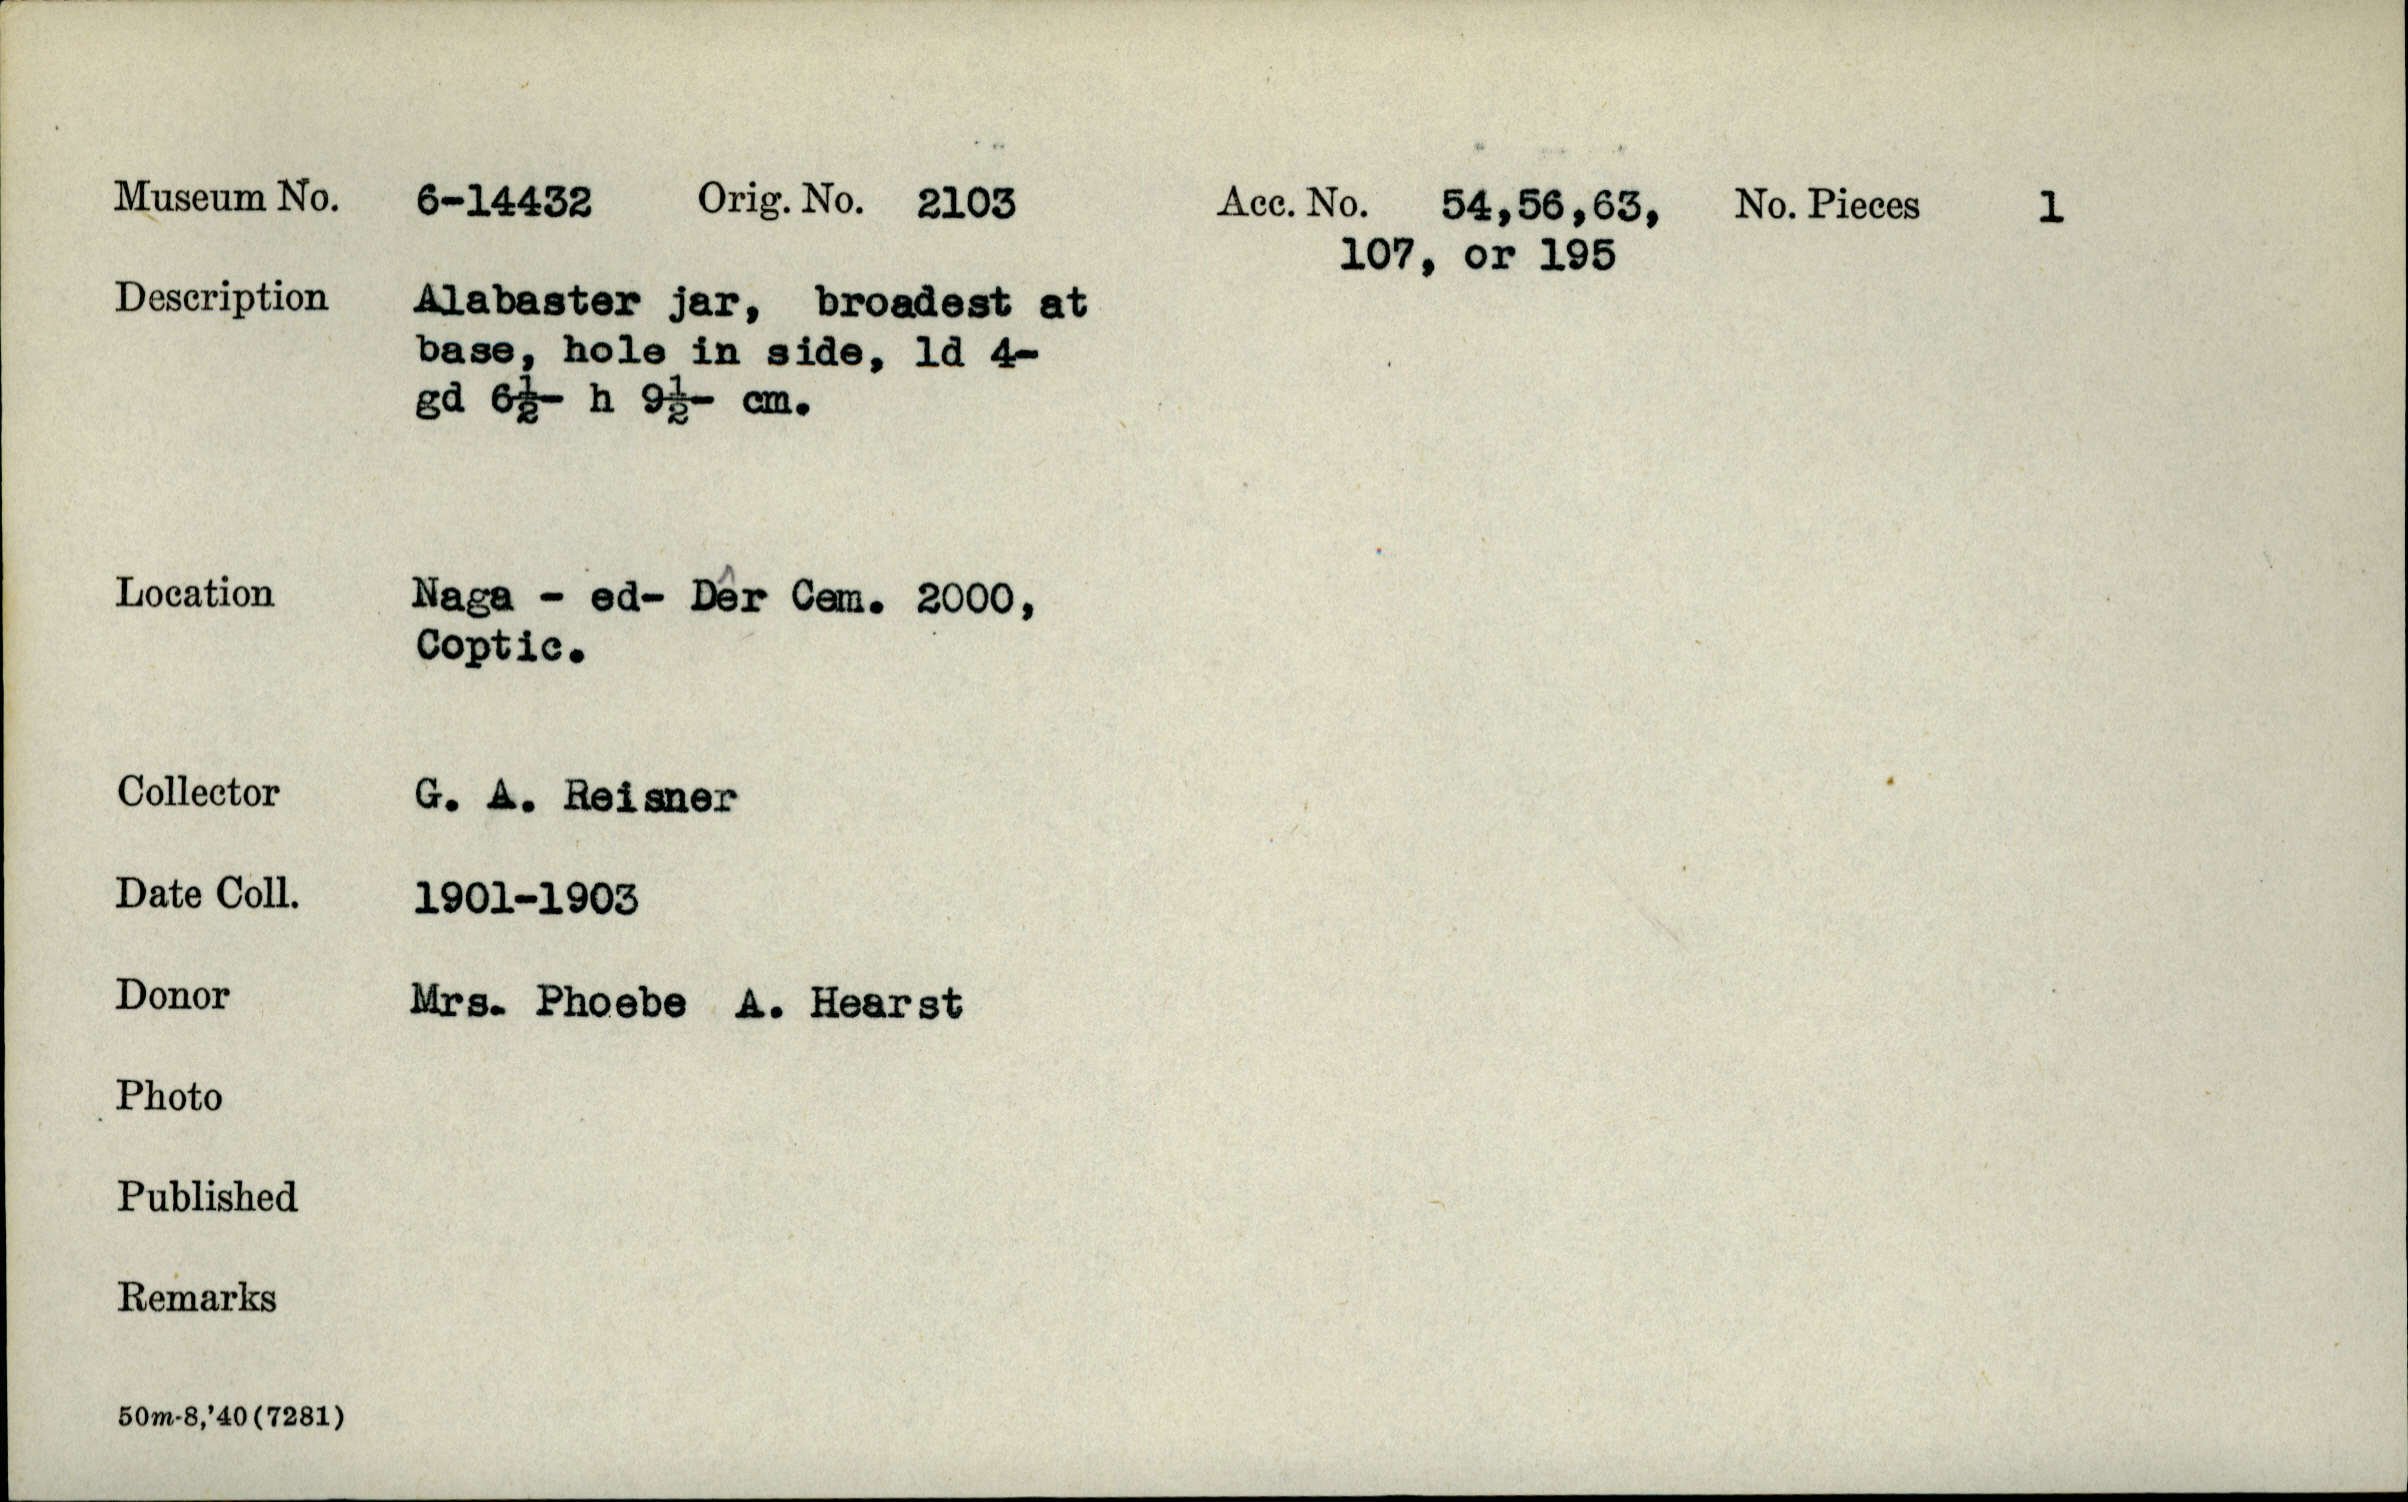 Museum No. 6-14432 Orig. No. 2103 Acc. No. 54,56,63, No. Pieces 1
107, or 195
Description Alabaster jar, broadest at
base, hole in side, ld 4-
gd 6½- h 9½- cm.
Location Naga - ed- Dêr Cem. 2000,
Coptic.
Collector G. A. Reisner
Date Coll. 1901-1903
Donor Mrs. Phoebe A. Hearst
Photo
Published
Remarks
50m-8,'40(7281)